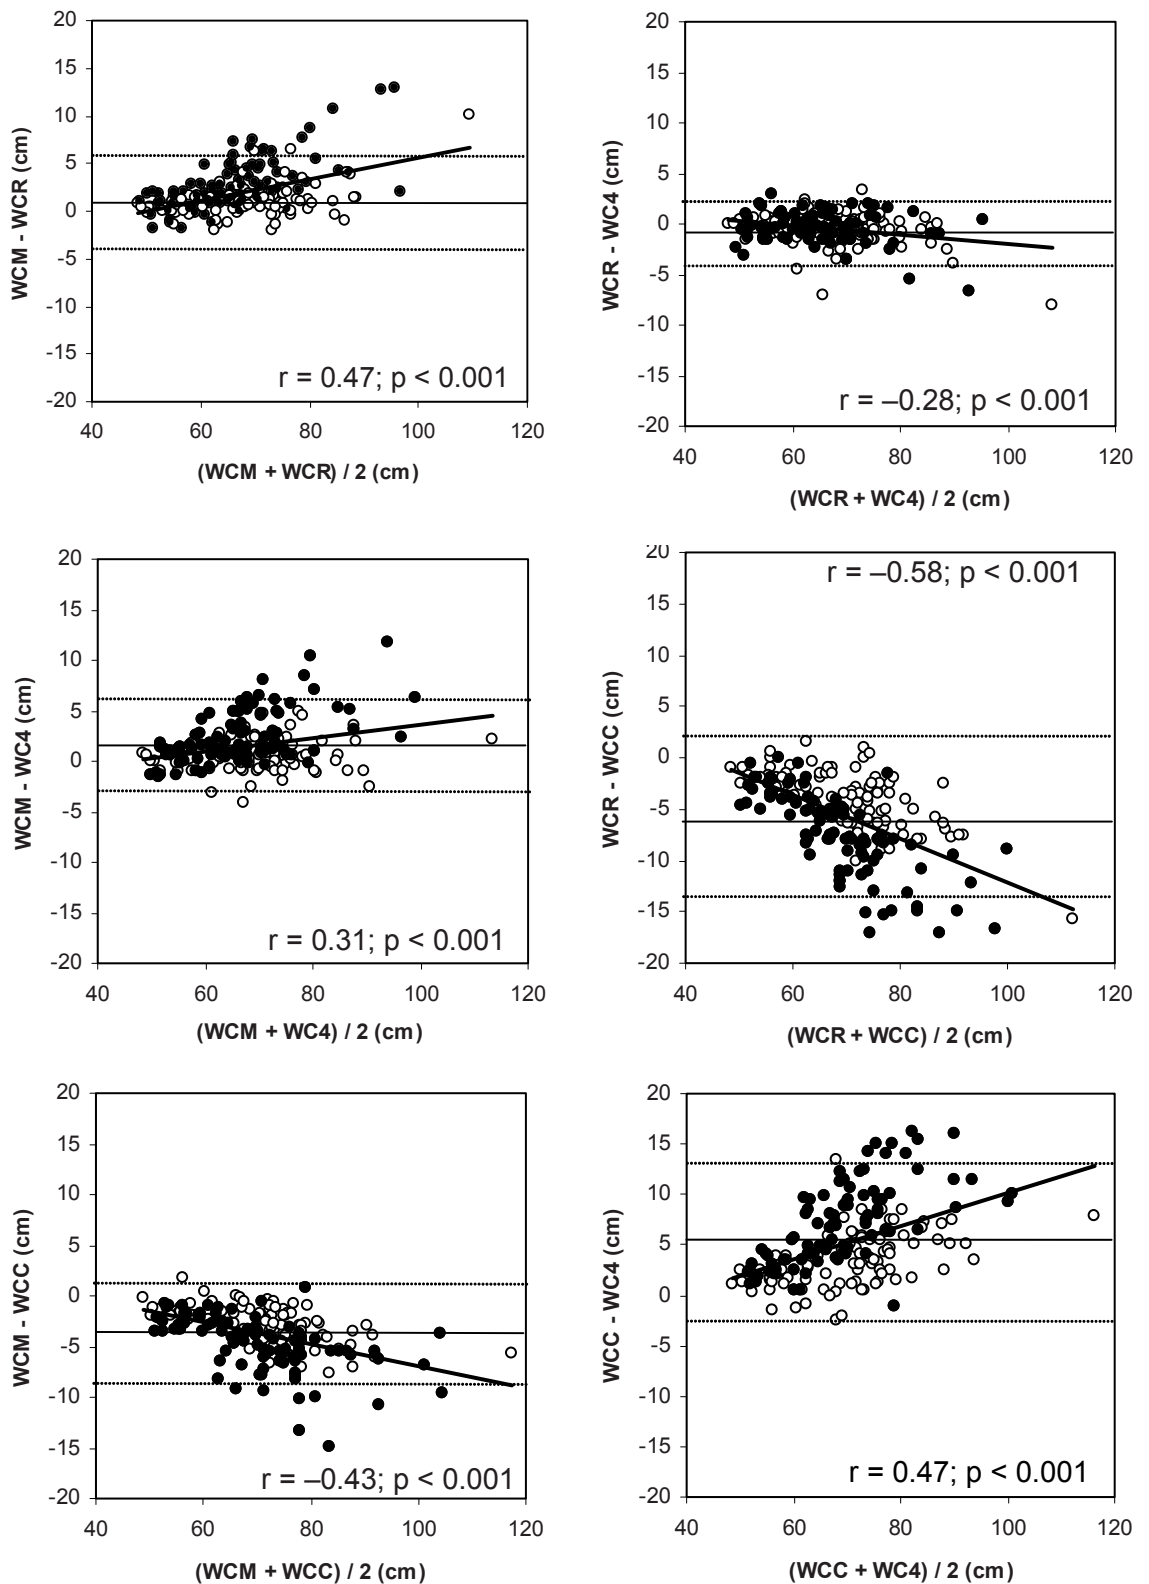 20
15
10
5
0
-5
-10
-15
-20
WCM - WCR (cm)
r = 0.47; p < 0.001
40 60 80 100 120
(WCM + WCR) / 2 (cm)
20
15
10
5
0
-5
-10
-15
-20
WCR - WC4 (cm)
r = –0.28; p < 0.001
40 60 80 100 120
(WCR + WC4) / 2 (cm)
20
15
10
5
0
-5
-10
-15
-20
WCM - WC4 (cm)
r = 0.31; p < 0.001
40 60 80 100 120
(WCM + WC4) / 2 (cm)
20
15
10
5
0
-5
-10
-15
-20
WCR - WCC (cm)
r = –0.58; p < 0.001
40 60 80 100 120
(WCR + WCC) / 2 (cm)
20
15
10
5
0
-5
-10
-15
-20
WCM - WCC (cm)
r = –0.43; p < 0.001
40 60 80 100 120
(WCM + WCC) / 2 (cm)
20
15
10
5
0
-5
-10
-15
-20
WCC - WC4 (cm)
r = 0.47; p < 0.001
40 60 80 100 120
(WCC + WC4) / 2 (cm)